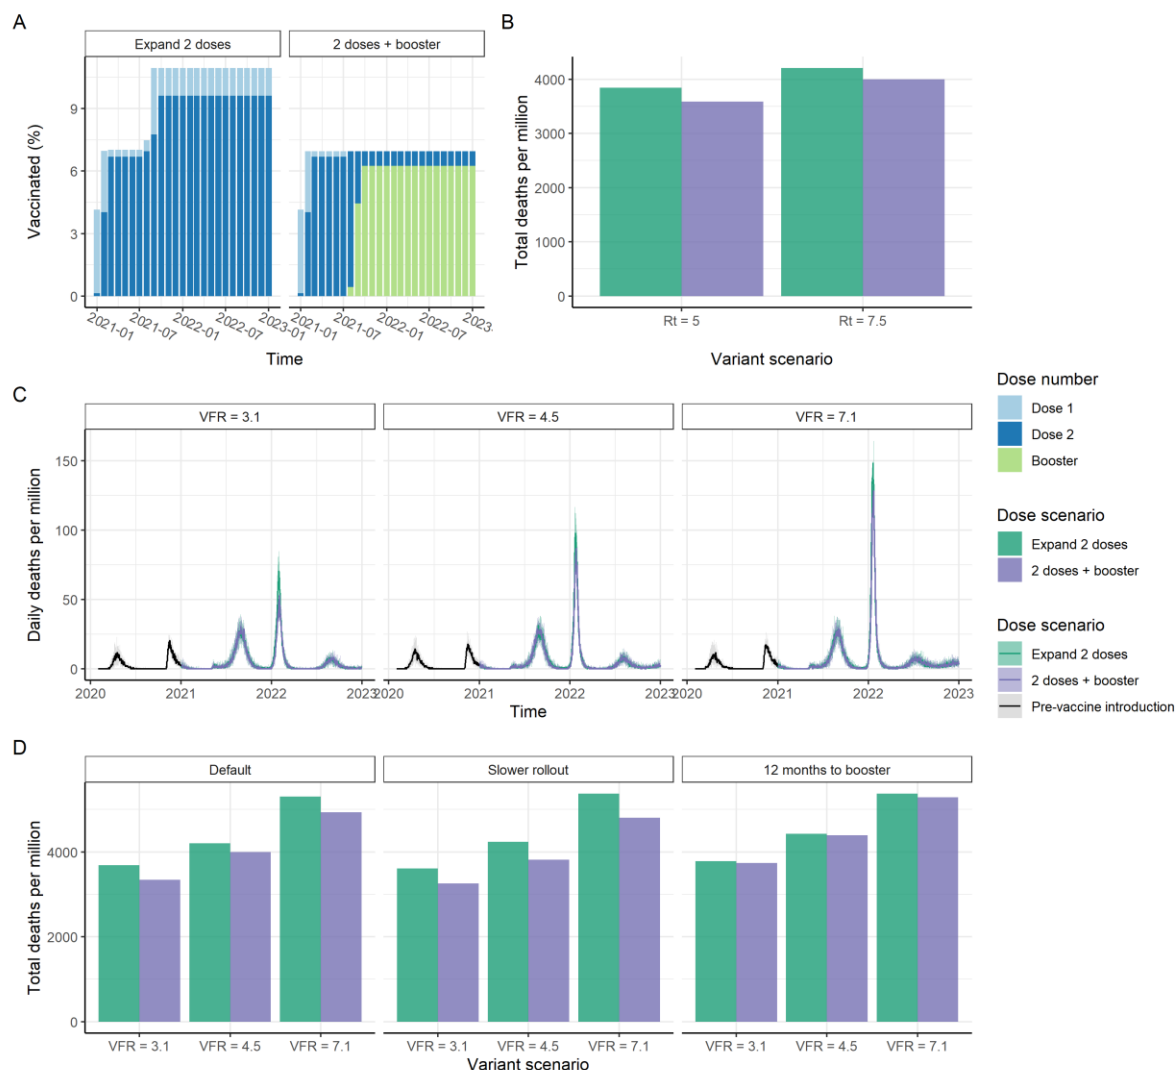 A
Expand 2 doses
2 doses + booster
Vaccinated (%)
9
6
3
0
2021-01
2021-07
2022-01
2022-07
2023-01
2021-01
2021-07
2022-01
2022-07
2023-
Time
B
Total deaths per million
4000
3000
2000
1000
0
Rt = 5
Rt = 7.5
Variant scenario
C
VFR = 3.1
VFR = 4.5
VFR = 7.1
Daily deaths per million
150
100
50
0
2020
2021
2022
2023
2020
2021
2022
2023
2020
2021
2022
2023
Time
Dose number
Dose 1
Dose 2
Booster
Dose scenario
Expand 2 doses
2 doses + booster
Dose scenario
Expand 2 doses
2 doses + booster
Pre-vaccine introduction
D
Default
Slower rollout
12 months to booster
Total deaths per million
4000
2000
0
VFR = 3.1
VFR = 4.5
VFR = 7.1
VFR = 3.1
VFR = 4.5
VFR = 7.1
VFR = 3.1
VFR = 4.5
VFR = 7.1
Variant scenario